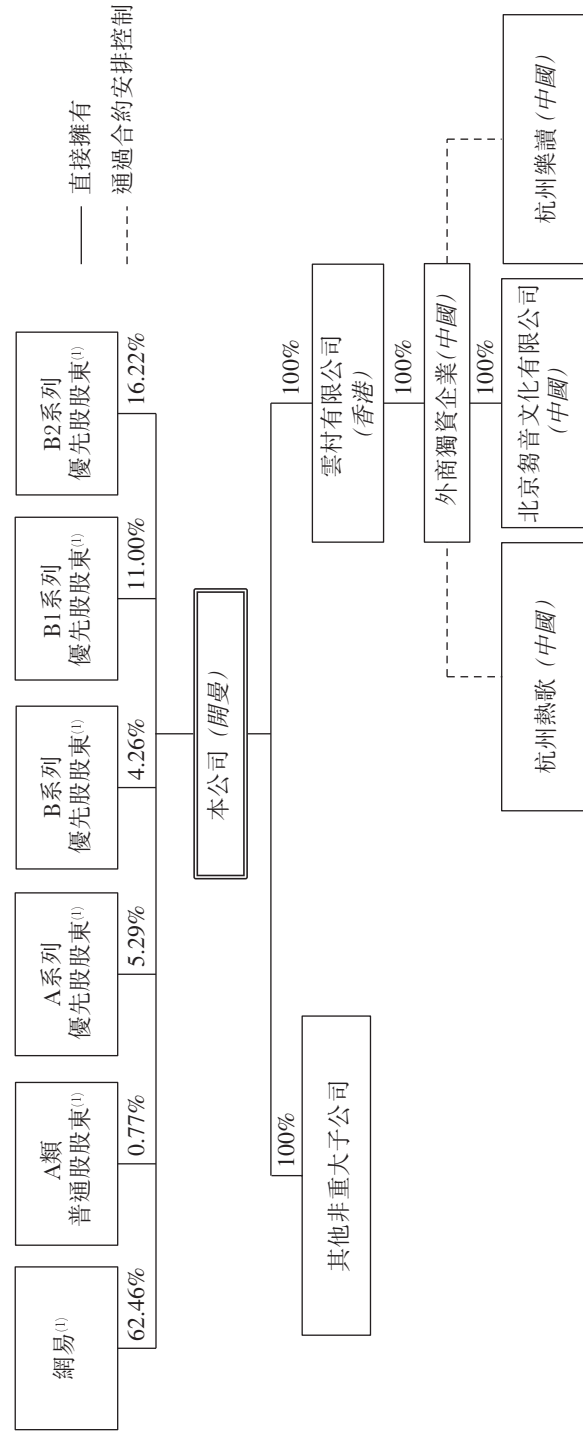 直接擁有
通過合約安排控制
網易(1)
A類
普通股股東(1)
A系列
優先股股東(1)
B系列
優先股股東(1)
B1系列
優先股股東(1)
B2系列
優先股股東(1)
62.46%
0.77%
5.29%
4.26%
11.00%
16.22%
本公司 (開曼)
100%
100%
其他非重大子公司
雲村有限公司
(香港)
100%
外商獨資企業(中國)
100%
杭州熱歌 (中國)
北京芻音文化有限公司
(中國)
杭州樂讀 (中國)